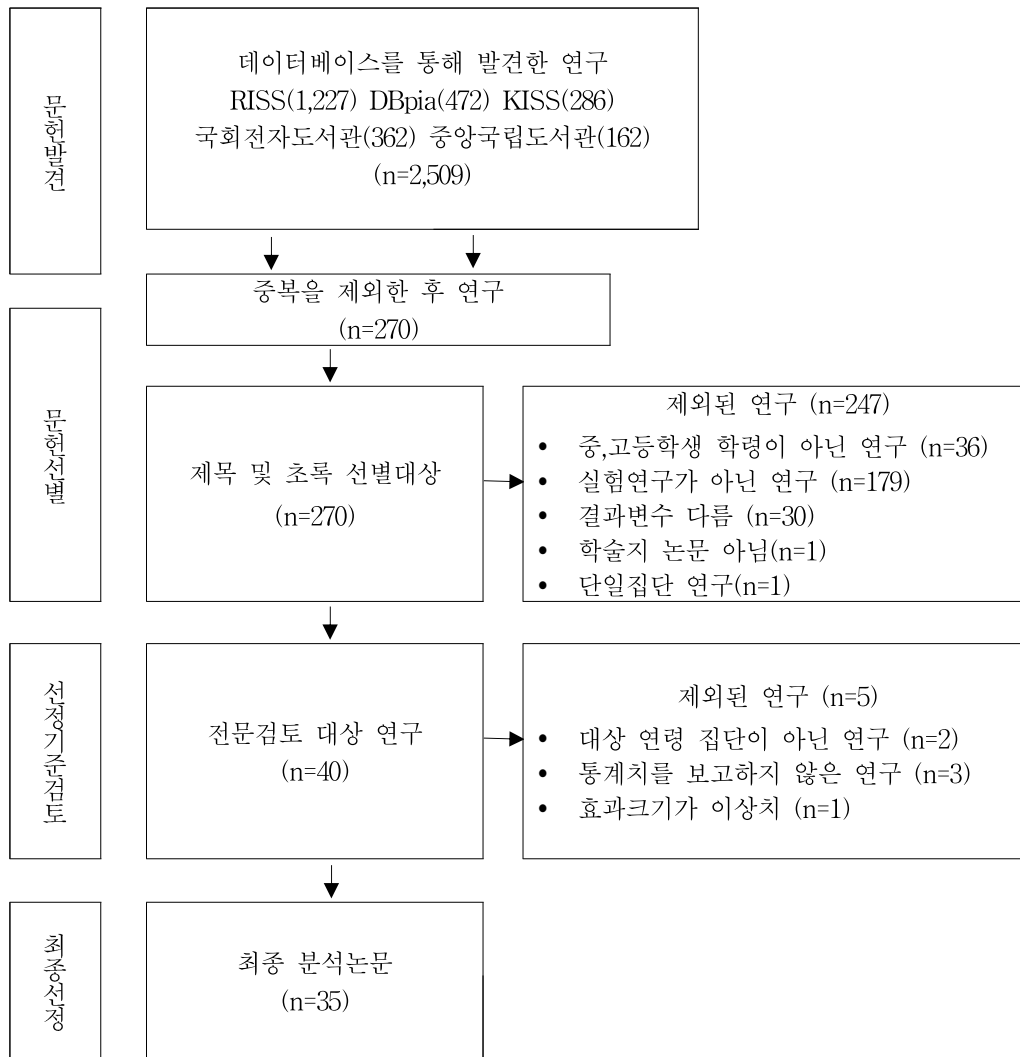 문헌발견
데이터베이스를 통해 발견한 연구
RISS(1,227) DBpia(472) KISS(286)
국회전자도서관(362) 중앙국립도서관(162)
(n=2,509)
중복을 제외한 후 연구
(n=270)
문헌선별
제목 및 초록 선별대상
(n=270)
제외된 연구 (n=247)
• 중,고등학생 학령이 아닌 연구 (n=36)
• 실험연구가 아닌 연구 (n=179)
• 결과변수 다름 (n=30)
• 학술지 논문 아님(n=1)
• 단일집단 연구(n=1)
선정기준검토
전문검토 대상 연구
(n=40)
제외된 연구 (n=5)
• 대상 연령 집단이 아닌 연구 (n=2)
• 통계치를 보고하지 않은 연구 (n=3)
• 효과크기가 이상치 (n=1)
최종선정
최종 분석논문
(n=35)